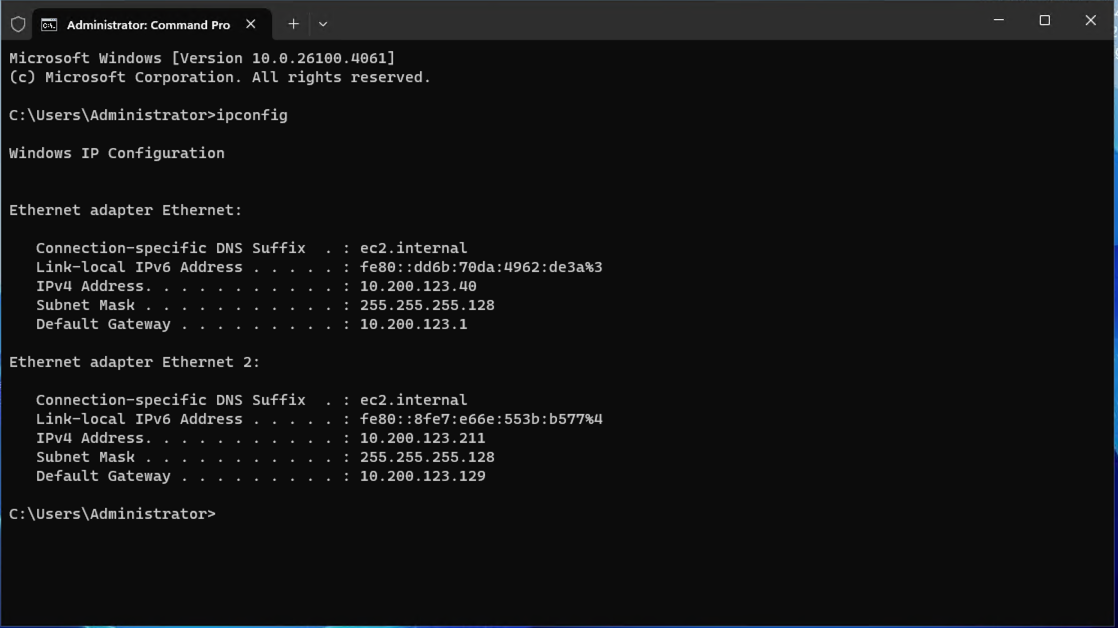 Administrator: Command Pro
Microsoft Windows [Version 10.0.26100.4061]
(c) Microsoft Corporation. All rights reserved.
C:\Users\Administrator>ipconfig
Windows IP Configuration
Ethernet adapter Ethernet:
   Connection-specific DNS Suffix  . : ec2.internal
   Link-local IPv6 Address . . . . . : fe80::dd6b:70da:4962:de3a%3
   IPv4 Address. . . . . . . . . . . : 10.200.123.40
   Subnet Mask . . . . . . . . . . . : 255.255.255.128
   Default Gateway . . . . . . . . . : 10.200.123.1
Ethernet adapter Ethernet 2:
   Connection-specific DNS Suffix  . : ec2.internal
   Link-local IPv6 Address . . . . . : fe80::8fe7:e66e:553b:b577%4
   IPv4 Address. . . . . . . . . . . : 10.200.123.211
   Subnet Mask . . . . . . . . . . . : 255.255.255.128
   Default Gateway . . . . . . . . . : 10.200.123.129
C:\Users\Administrator>